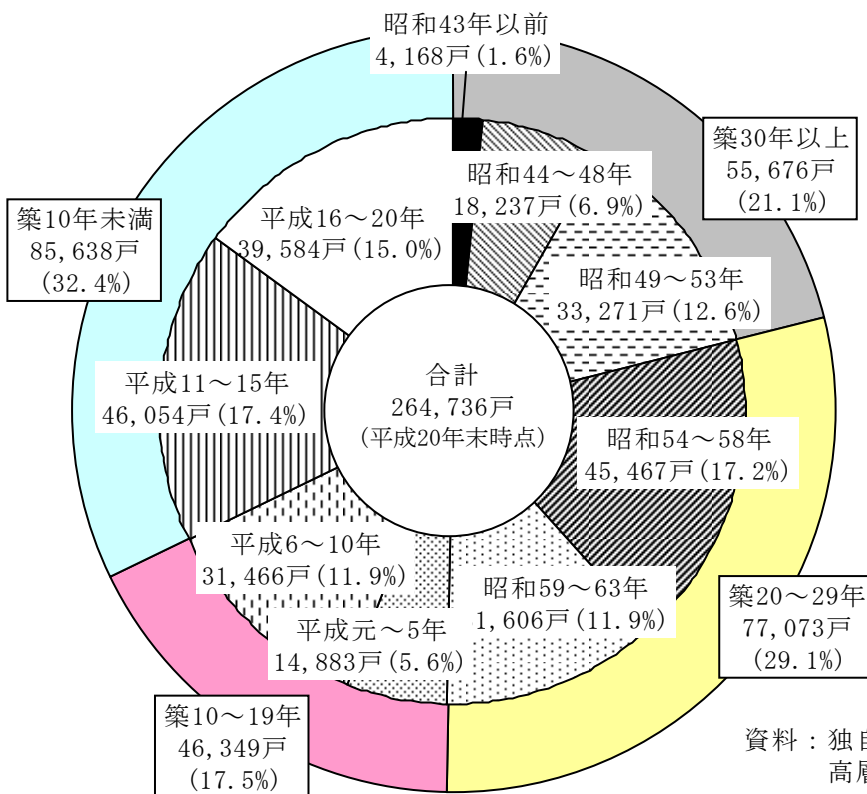 昭和43年以前
4,168戸(1.6%)
昭和44〜48年
18,237戸(6.9%)
築30年以上
55,676戸
(21.1%)
昭和49〜53年
33,271戸(12.6%)
昭和54〜58年
45,467戸(17.2%)
築20〜29年
77,073戸
(29.1%)
昭和59〜63年
1,606戸(11.9%)
平成元〜5年
14,883戸(5.6%)
築10〜19年
46,349戸
(17.5%)
平成6〜10年
31,466戸(11.9%)
平成11〜15年
46,054戸(17.4%)
築10年未満
85,638戸
(32.4%)
平成16〜20年
39,584戸(15.0%)
合計
264,736戸
(平成20年末時点)
資料：独自
高層